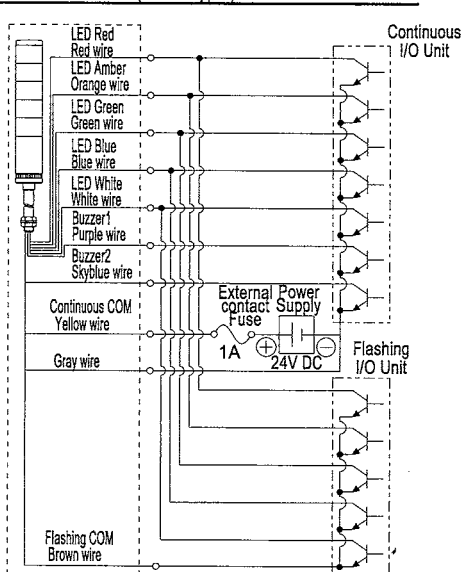 LED Red
Red wire
LED Amber
Orange wire
LED Green
Green wire
LED Blue
Blue wire
LED White
White wire
Buzzer1
Purple wire
Buzzer2
Skyblue wire
Continuous COM
Yellow wire
Gray wire
Flashing COM
Brown wire
External Power
contact Supply
Fuse
1A
+
−
24V DC
Continuous
I/O Unit
Flashing
I/O Unit